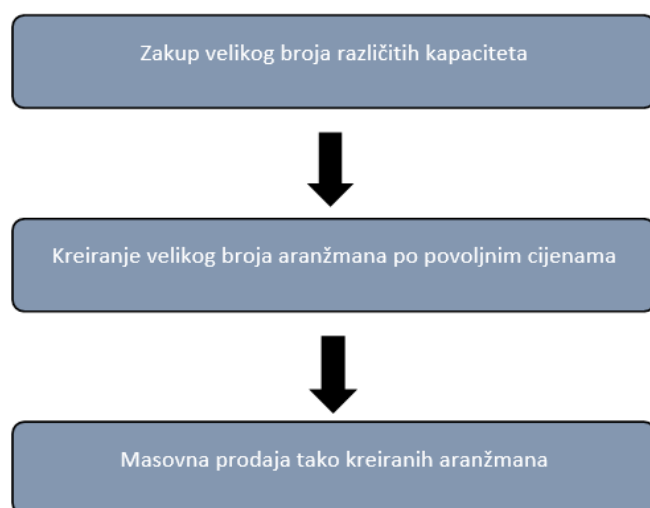 Zakup velikog broja različitih kapaciteta
Kreiranje velikog broja aranžmana po povoljnim cijenama
Masovna prodaja tako kreiranih aranžmana